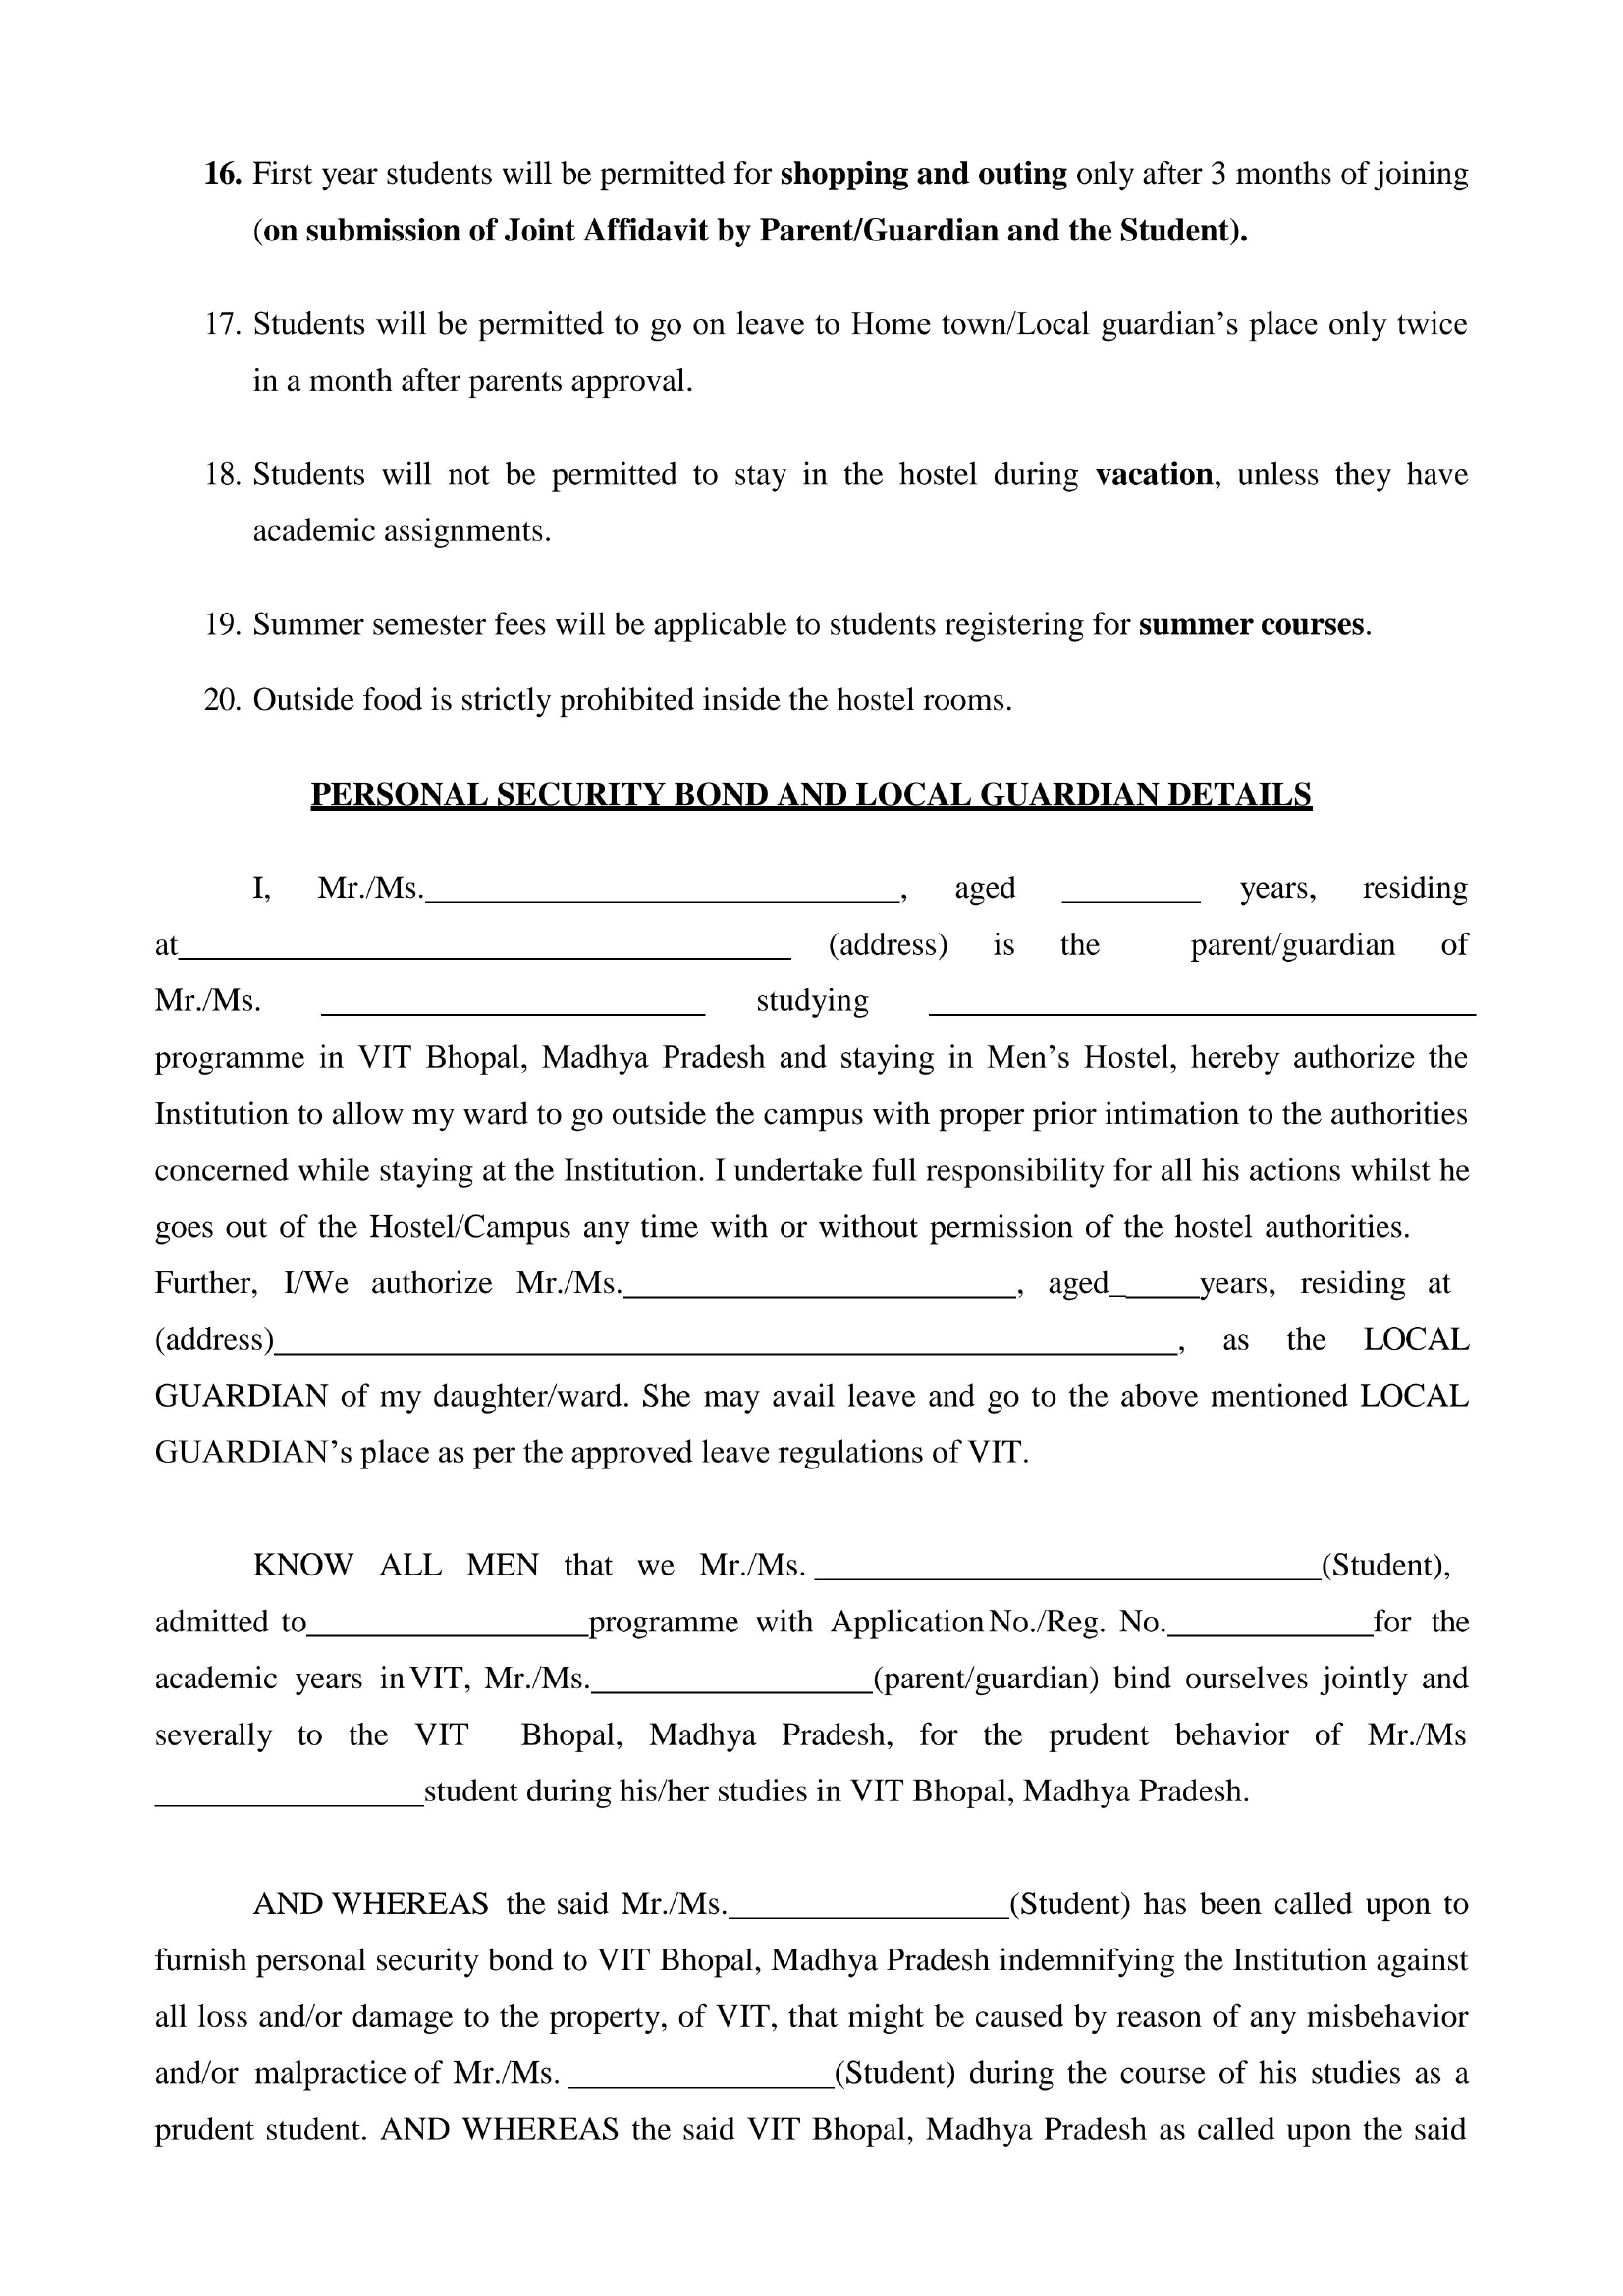 16. First year students will be permitted for shopping and outing only after 3 months of joining
(on submission of Joint Affidavit by Parent/Guardian and the Student).
17. Students will be permitted to go on leave to Home town/Local guardian’s place only twice
in a month after parents approval.
18. Students will not be permitted to stay in the hostel during vacation, unless they have
academic assignments.
19. Summer semester fees will be applicable to students registering for summer courses.
20. Outside food is strictly prohibited inside the hostel rooms.
PERSONAL SECURITY BOND AND LOCAL GUARDIAN DETAILS
I, Mr./Ms.______________________________, aged _________ years, residing
at_______________________________________ (address) is the parent/guardian of
Mr./Ms. ________________________ studying ___________________________________
programme in VIT Bhopal, Madhya Pradesh and staying in Men’s Hostel, hereby authorize the
Institution to allow my ward to go outside the campus with proper prior intimation to the authorities
concerned while staying at the Institution. I undertake full responsibility for all his actions whilst he
goes out of the Hostel/Campus any time with or without permission of the hostel authorities.
Further, I/We authorize Mr./Ms._________________________, aged______years, residing at
(address)__________________________________________________________, as the LOCAL
GUARDIAN of my daughter/ward. She may avail leave and go to the above mentioned LOCAL
GUARDIAN’s place as per the approved leave regulations of VIT.
KNOW ALL MEN that we Mr./Ms. ________________________________(Student),
admitted to__________________programme with Application No./Reg. No._____________for the
academic years in VIT, Mr./Ms.__________________(parent/guardian) bind ourselves jointly and
severally to the VIT Bhopal, Madhya Pradesh, for the prudent behavior of Mr./Ms
_________________student during his/her studies in VIT Bhopal, Madhya Pradesh.
AND WHEREAS the said Mr./Ms.__________________(Student) has been called upon to
furnish personal security bond to VIT Bhopal, Madhya Pradesh indemnifying the Institution against
all loss and/or damage to the property, of VIT, that might be caused by reason of any misbehavior
and/or malpractice of Mr./Ms. _________________(Student) during the course of his studies as a
prudent student. AND WHEREAS the said VIT Bhopal, Madhya Pradesh as called upon the said